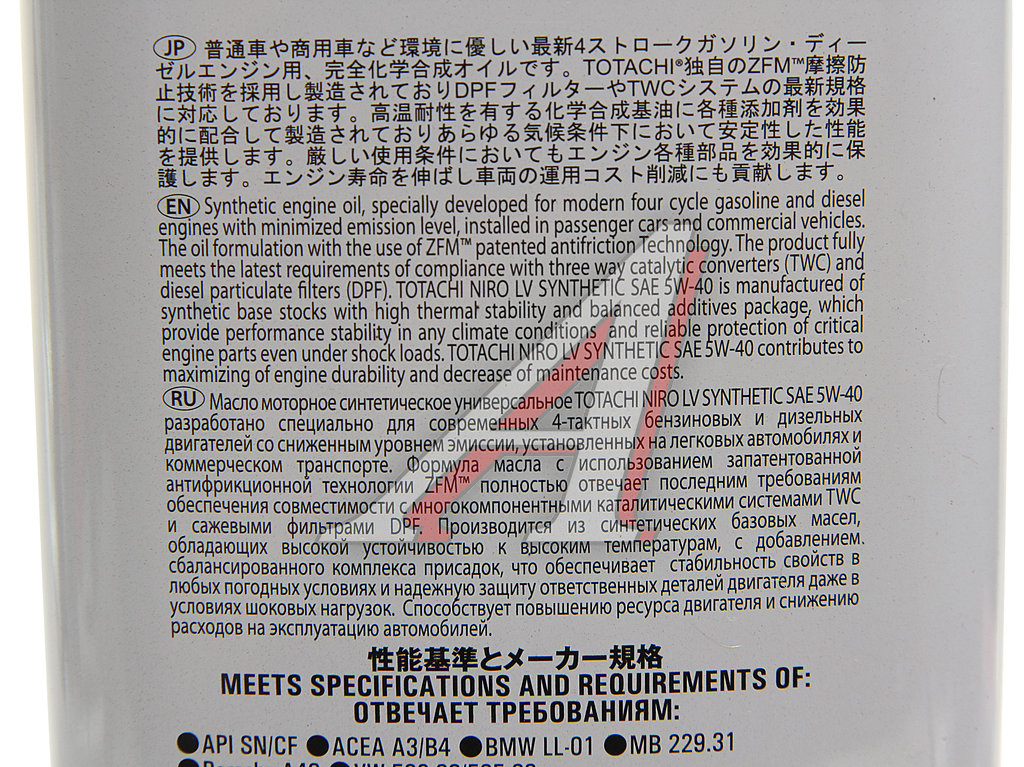 JP 普通車や商用車など環境に優しい最新4ストロークガソリン・ディー
ゼルエンジン用、完全化学合成オイルです。TOTACHI®独自のZFM™摩擦防
止技術を採用し製造されておりDPFフィルターやTWCシステムの最新規格
に対応しております。高温耐性を有する化学合成基油に各種添加剤を効果
的に配合して製造されておりあらゆる気候条件下において安定性した性能
を提供します。厳しい使用条件においてもエンジン各種部品を効果的に保
護します。エンジン寿命を伸ばし車両の運用コスト削減にも貢献します。
EN Synthetic engine oil, specially developed for modern four cycle gasoline and diesel
engines with minimized emission level, installed in passenger cars and commercial vehicles.
The oil formulation with the use of ZFM™ patented antifriction Technology. The product fully
meets the latest requirements of compliance with three way catalytic converters (TWC) and
diesel particulate filters (DPF). TOTACHI NIRO LV SYNTHETIC SAE 5W-40 is manufactured of
synthetic base stocks with high thermal stability and balanced additives package, which
provide performance stability in any climate conditions, and reliable protection of critical
engine parts even under shock loads. TOTACHI NIRO LV SYNTHETIC SAE 5W-40 contributes to
maximizing of engine durability and decrease of maintenance costs.
RU Масло моторное синтетическое универсальное TOTACHI NIRO LV SYNTHETIC SAE 5W-40
разработано специально для современных 4-тактных бензиновых и дизельных
двигателей со сниженным уровнем эмиссии, установленных на легковых автомобилях и
коммерческом транспорте. Формула масла с использованием запатентованной
антифрикционной технологии ZFM™ полностью отвечает последним требованиям
обеспечения совместимости с многокомпонентными каталитическими системами TWC
и сажевыми фильтрами DPF. Производится из синтетических базовых масел,
обладающих высокой устойчивостью к высоким температурам, с добавлением.
сбалансированного комплекса присадок, что обеспечивает стабильность свойств в
любых погодных условиях и надежную защиту ответственных деталей двигателя даже в
условиях шоковых нагрузок. Способствует повышению ресурса двигателя и снижению
расходов на эксплуатацию автомобилей.
性能基準とメーカー規格
MEETS SPECIFICATIONS AND REQUIREMENTS OF:
ОТВЕЧАЕТ ТРЕБОВАНИЯМ:
●API SN/CF ●ACEA A3/B4 ●BMW LL-01 ●MB 229.31